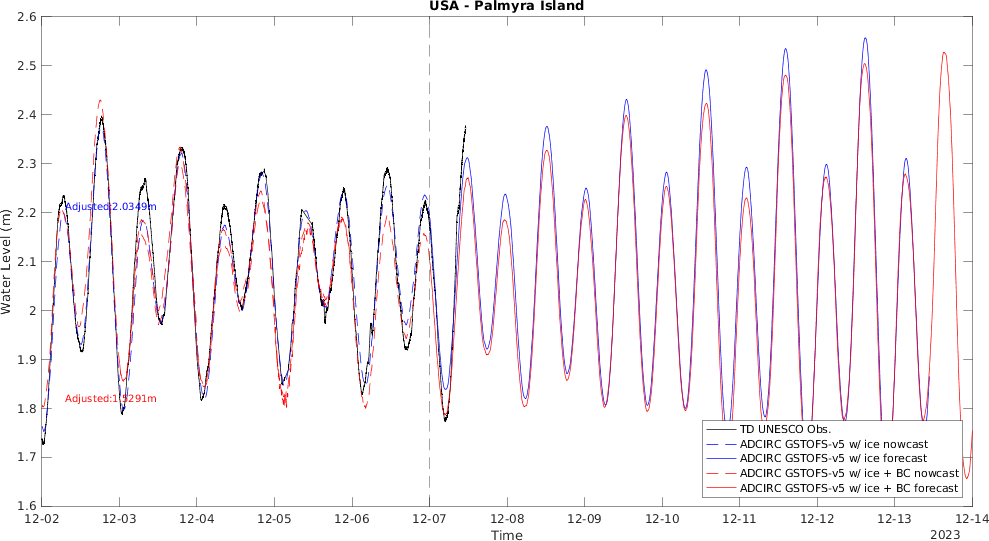 USA - Palmyra Island
2.6
2.5
2.4
2.3
2.2
2.1
2
1.9
1.8
1.7
1.6
Water Level (m)
Adjusted:2.0349m
Adjusted:1.5291m
TD UNESCO Obs.
ADCIRC GSTOFS-v5 w/ ice nowcast
ADCIRC GSTOFS-v5 w/ ice forecast
ADCIRC GSTOFS-v5 w/ ice + BC nowcast
ADCIRC GSTOFS-v5 w/ ice + BC forecast
12-02 12-03 12-04 12-05 12-06 12-07 12-08 12-09 12-10 12-11 12-12 12-13 12-14
Time
2023